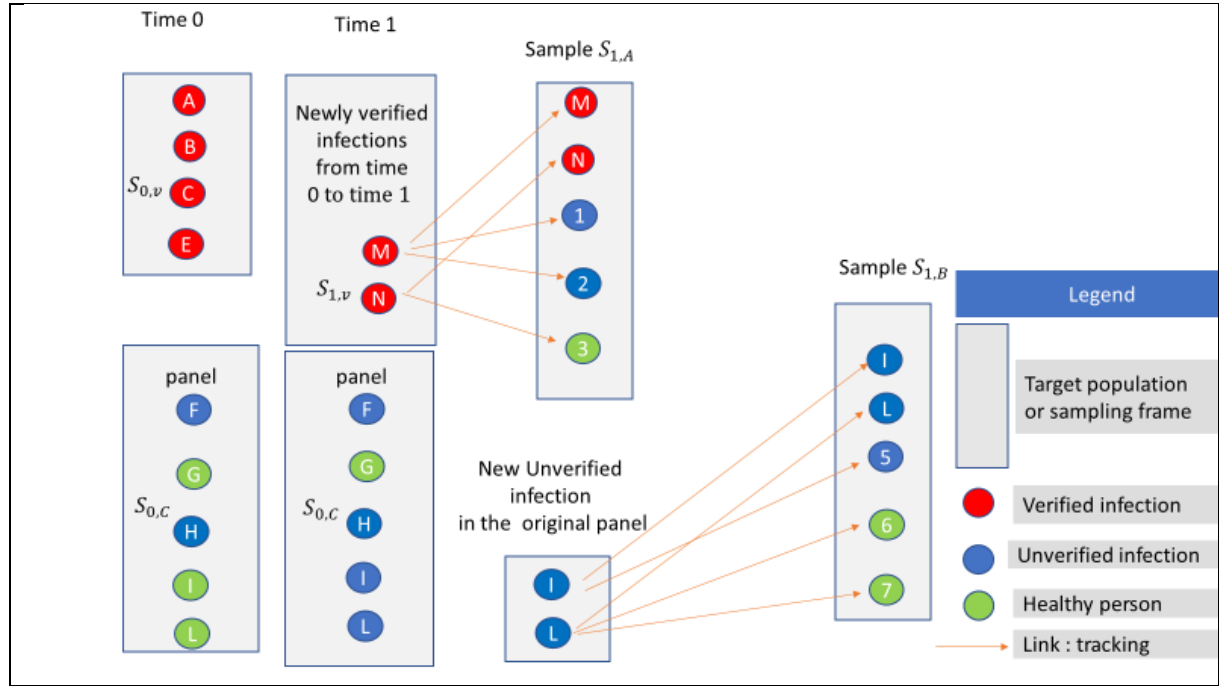 Time 0
A
B
S₀,ᵥ
C
E
panel
F
G
S₀,C
H
I
L
Time 1
Newly verified
infections
from time
0 to time 1
M
S₁,ᵥ
N
panel
F
G
S₀,C
H
I
L
Sample S₁,A
M
N
1
2
3
New Unverified
infection
in the original panel
I
L
Sample S₁,B
I
L
5
6
7
Legend
Target population
or sampling frame
Verified infection
Unverified infection
Healthy person
Link : tracking